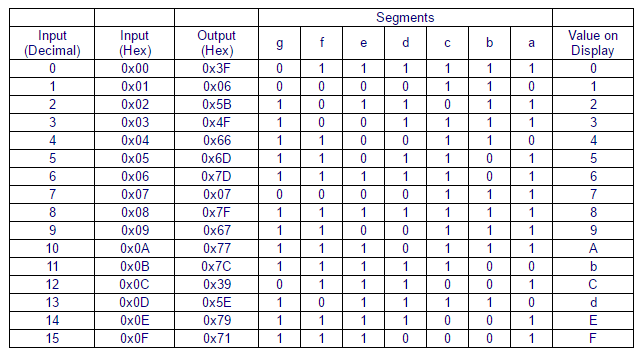 Segments
Input (Decimal) Input (Hex) Output (Hex) g f e d c b a Value on Display
0 0x00 0x3F 0 1 1 1 1 1 1 0
1 0x01 0x06 0 0 0 0 1 1 0 1
2 0x02 0x5B 1 0 1 1 0 1 1 2
3 0x03 0x4F 1 0 0 1 1 1 1 3
4 0x04 0x66 1 1 0 0 1 1 0 4
5 0x05 0x6D 1 1 0 1 1 0 1 5
6 0x06 0x7D 1 1 1 1 1 0 1 6
7 0x07 0x07 0 0 0 0 1 1 1 7
8 0x08 0x7F 1 1 1 1 1 1 1 8
9 0x09 0x67 1 1 0 0 1 1 1 9
10 0x0A 0x77 1 1 1 0 1 1 1 A
11 0x0B 0x7C 1 1 1 1 1 0 0 b
12 0x0C 0x39 0 1 1 1 0 0 1 C
13 0x0D 0x5E 1 0 1 1 1 1 0 d
14 0x0E 0x79 1 1 1 1 0 0 1 E
15 0x0F 0x71 1 1 1 0 0 0 1 F